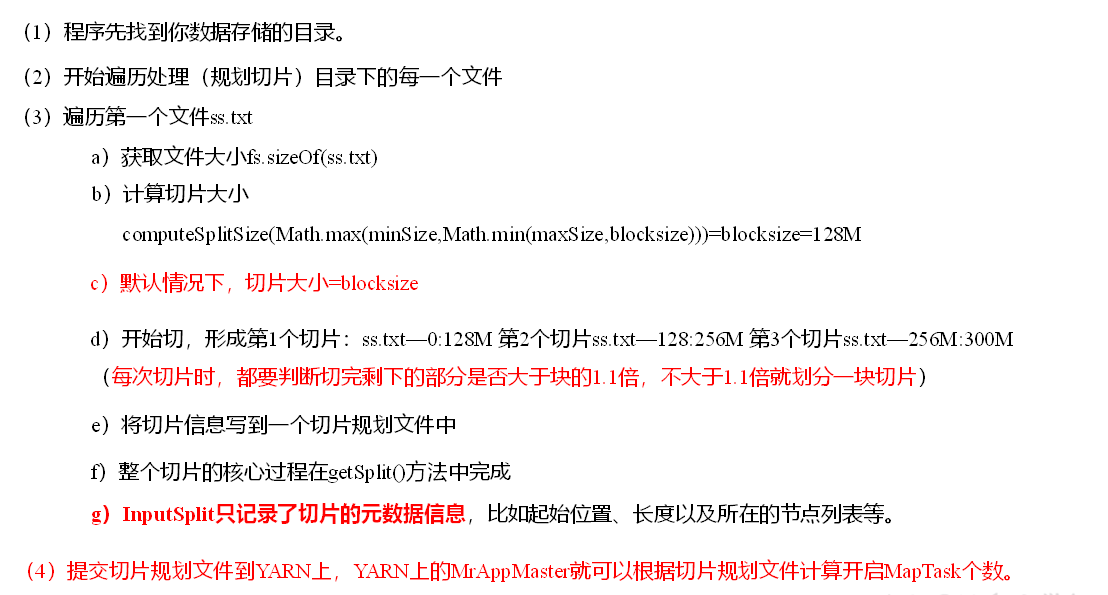 （1）程序先找到你数据存储的目录。
（2）开始遍历处理（规划切片）目录下的每一个文件
（3）遍历第一个文件ss.txt
a）获取文件大小fs.sizeOf(ss.txt)
b）计算切片大小
computeSplitSize(Math.max(minSize,Math.min(maxSize,blocksize)))=blocksize=128M
c）默认情况下，切片大小=blocksize
d）开始切，形成第1个切片：ss.txt—0:128M 第2个切片ss.txt—128:256M 第3个切片ss.txt—256M:300M
（每次切片时，都要判断切完剩下的部分是否大于块的1.1倍，不大于1.1倍就划分一块切片）
e）将切片信息写到一个切片规划文件中
f）整个切片的核心过程在getSplit()方法中完成
g）InputSplit只记录了切片的元数据信息，比如起始位置、长度以及所在的节点列表等。
（4）提交切片规划文件到YARN上，YARN上的MrAppMaster就可以根据切片规划文件计算开启MapTask个数。